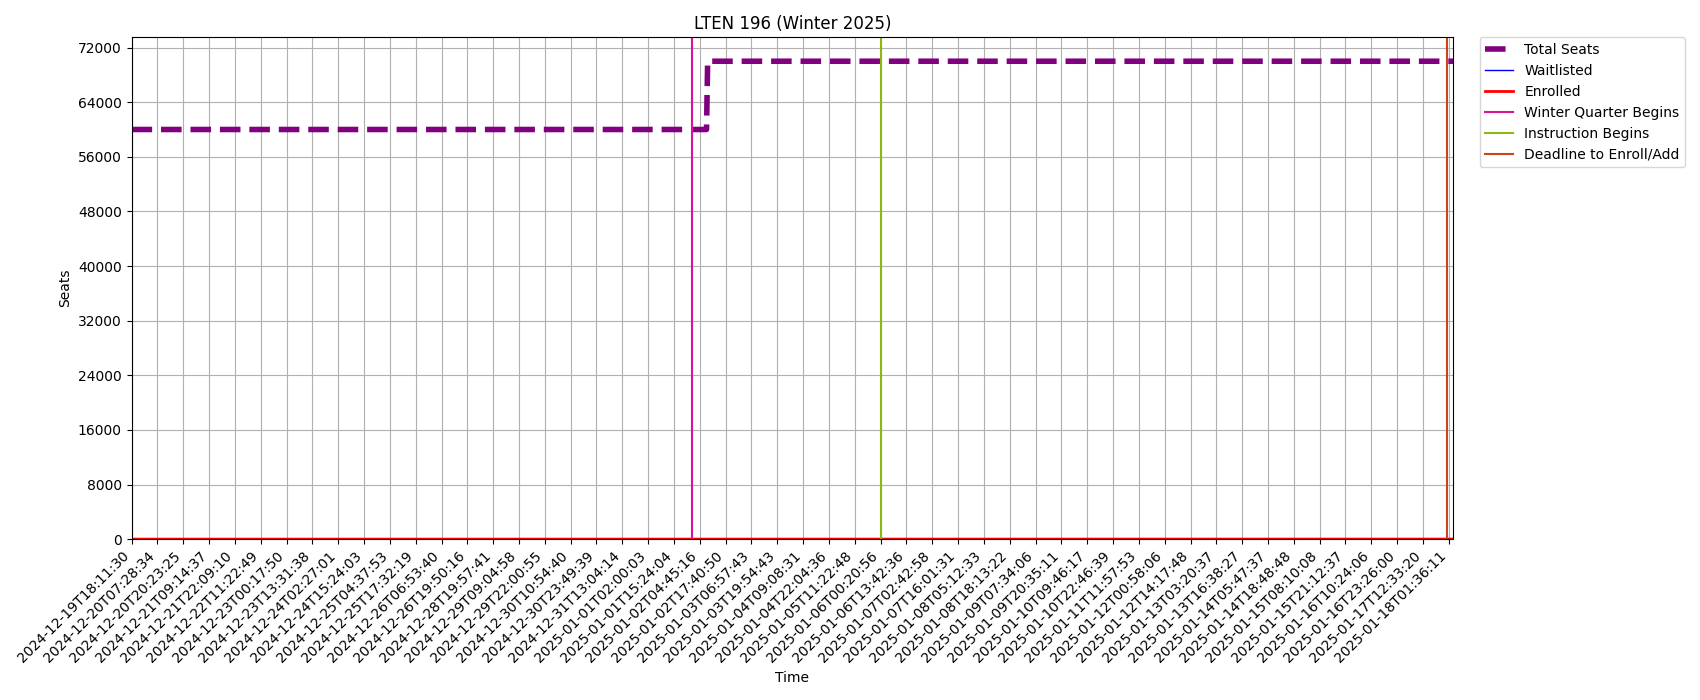 LTEN 196 (Winter 2025)
72000
64000
56000
48000
40000
32000
24000
16000
8000
0
Seats
Total Seats
Waitlisted
Enrolled
Winter Quarter Begins
Instruction Begins
Deadline to Enroll/Add
2024-12-19T18:11:30
2024-12-20T07:28:34
2024-12-20T20:23:25
2024-12-21T09:14:37
2024-12-21T22:09:10
2024-12-22T11:22:49
2024-12-23T00:17:50
2024-12-23T13:31:38
2024-12-24T02:27:01
2024-12-24T15:24:03
2024-12-25T04:37:53
2024-12-25T17:32:19
2024-12-26T06:53:40
2024-12-26T19:50:16
2024-12-28T19:57:41
2024-12-29T09:04:58
2024-12-29T22:00:55
2024-12-30T10:54:40
2024-12-30T23:49:39
2024-12-31T13:04:14
2025-01-01T02:00:03
2025-01-01T15:24:04
2025-01-02T04:45:16
2025-01-02T17:40:50
2025-01-03T06:57:43
2025-01-03T19:54:43
2025-01-04T09:08:31
2025-01-04T22:04:36
2025-01-05T11:22:48
2025-01-06T00:20:56
2025-01-06T13:42:36
2025-01-07T02:42:58
2025-01-07T16:01:31
2025-01-08T05:12:33
2025-01-08T18:13:22
2025-01-09T07:34:06
2025-01-09T20:35:11
2025-01-10T09:46:17
2025-01-10T22:46:39
2025-01-11T11:57:53
2025-01-12T00:58:06
2025-01-12T14:17:48
2025-01-13T03:20:37
2025-01-13T16:38:27
2025-01-14T05:47:37
2025-01-14T18:48:48
2025-01-15T08:10:08
2025-01-15T21:12:37
2025-01-16T10:24:06
2025-01-16T23:26:00
2025-01-17T12:33:20
2025-01-18T01:36:11
Time